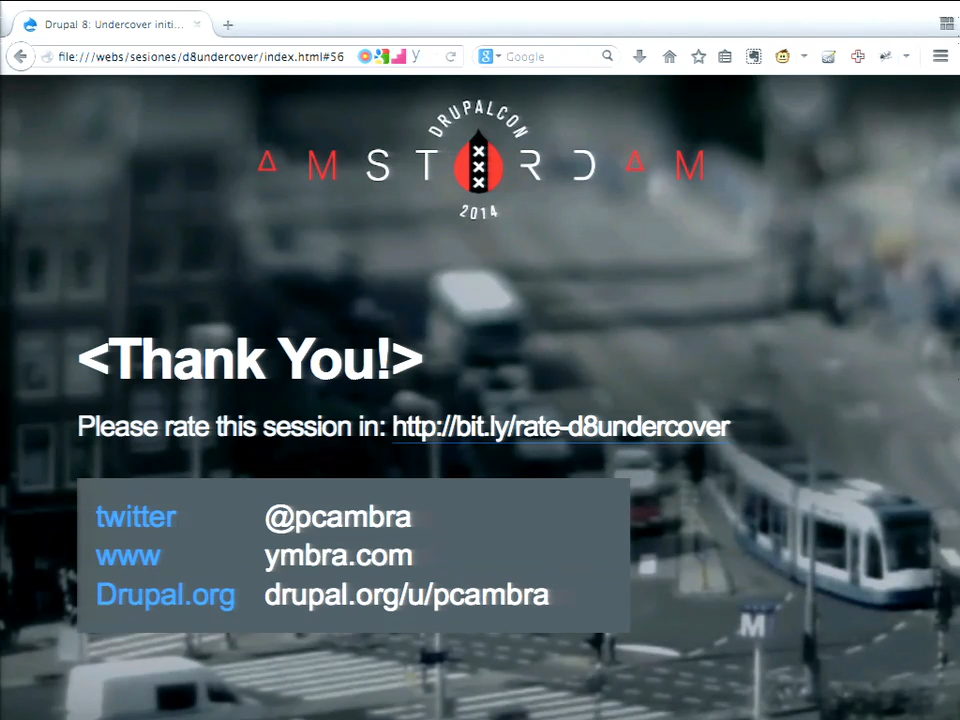 Drupal 8: Undercover initi...
file:///webs/sesiones/d8undercover/index.html#56
Google
DRUPALCON
AMSTERDAM
2014
<Thank You!>
Please rate this session in: http://bit.ly/rate-d8undercover
twitter @pcambra
www ymbra.com
Drupal.org drupal.org/u/pcambra
M